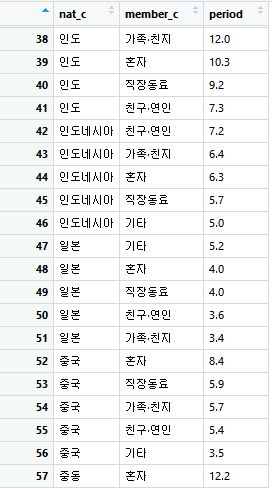 nat_c member_c period
38 인도 가족·친지 12.0
39 인도 혼자 10.3
40 인도 직장동료 9.2
41 인도 친구·연인 7.3
42 인도네시아 친구·연인 7.2
43 인도네시아 가족·친지 6.4
44 인도네시아 혼자 6.3
45 인도네시아 직장동료 5.7
46 인도네시아 기타 5.0
47 일본 기타 5.2
48 일본 혼자 4.0
49 일본 직장동료 4.0
50 일본 친구·연인 3.6
51 일본 가족·친지 3.4
52 중국 혼자 8.4
53 중국 직장동료 5.9
54 중국 가족·친지 5.7
55 중국 친구·연인 5.4
56 중국 기타 3.5
57 중동 혼자 12.2